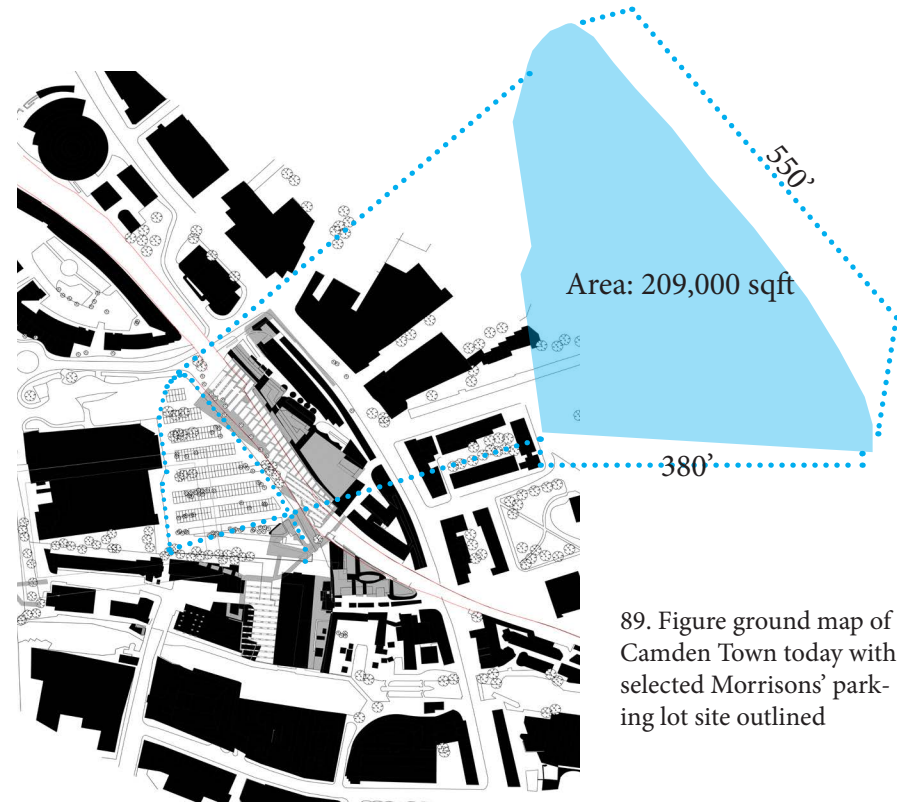 550’
Area: 209,000 sqft
380’
89. Figure ground map of
Camden Town today with
selected Morrisons’ park-
ing lot site outlined